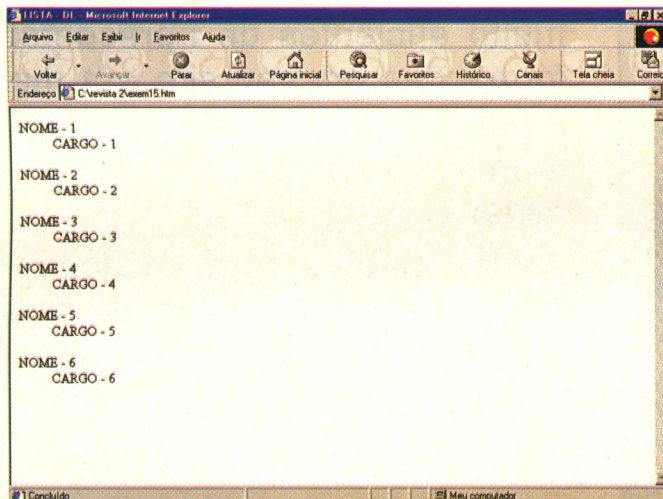 LISTA - DL - Microsoft Internet Explorer
Arquivo Editar Exibir Ir Favoritos Ajuda
Voltar Avançar Parar Atualizar Página inicial Pesquisar Favoritos Histórico Canais Tela cheia Correio
Endereço C:\revista 2\exem15.htm
NOME - 1
CARGO - 1
NOME - 2
CARGO - 2
NOME - 3
CARGO - 3
NOME - 4
CARGO - 4
NOME - 5
CARGO - 5
NOME - 6
CARGO - 6
Concluído Meu computador